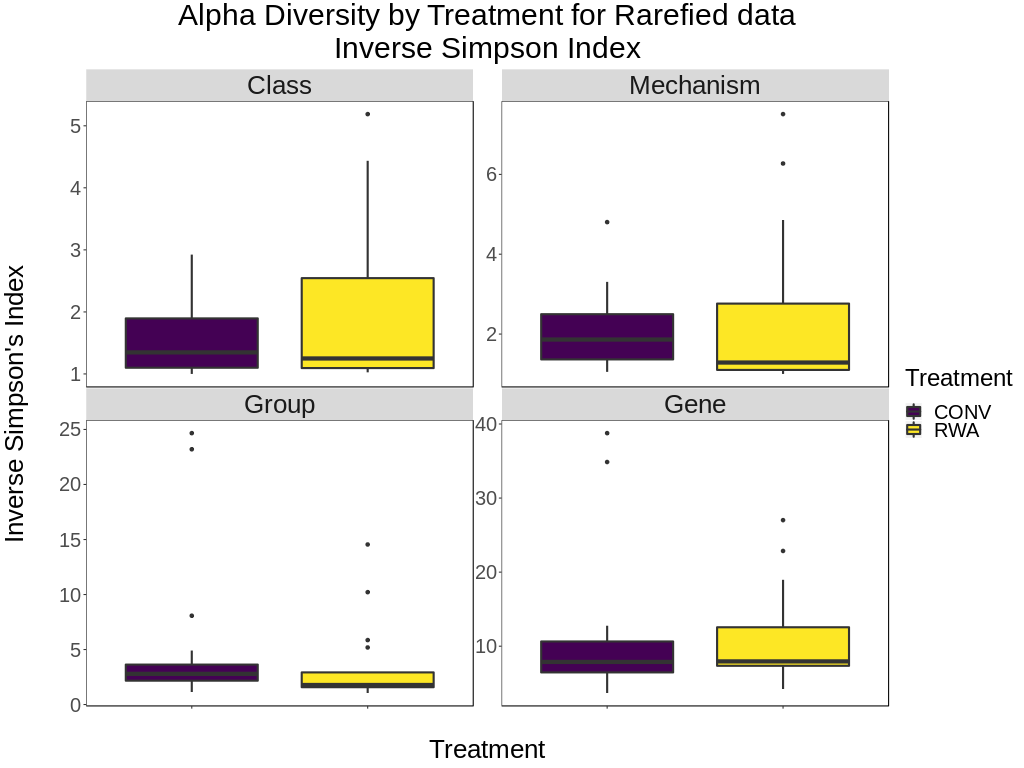 Alpha Diversity by Treatment for Rarefied data
Inverse Simpson Index
Class
Mechanism
5
4
3
2
1
6
4
2
Group
Gene
25
20
15
10
5
0
40
30
20
10
Inverse Simpson's Index
Treatment
Treatment
CONV
RWA